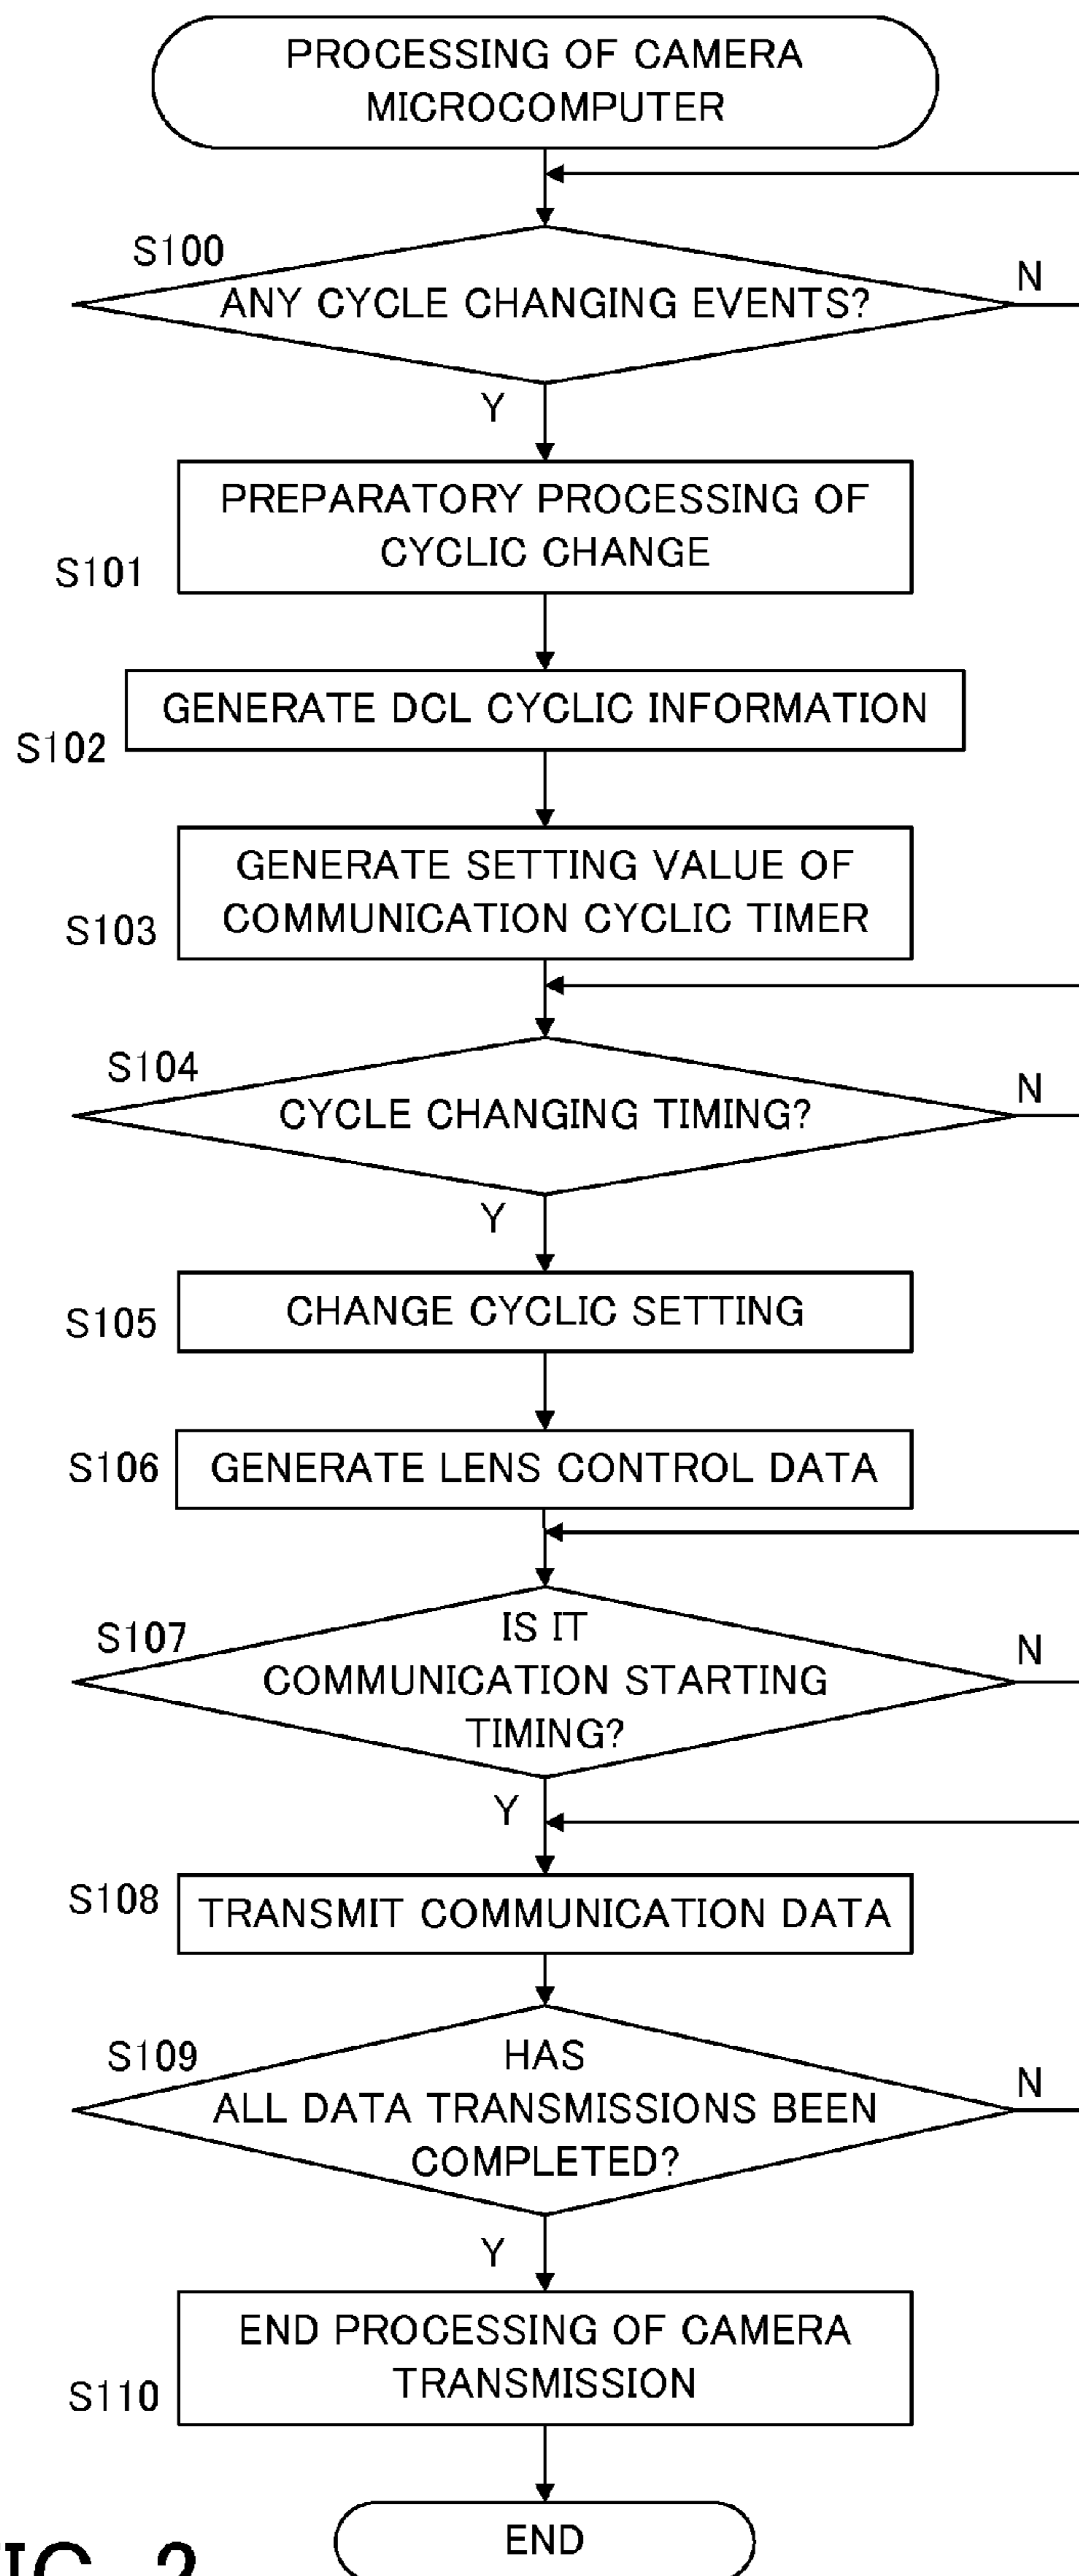 PROCESSING OF CAMERA
MICROCOMPUTER
S100
ANY CYCLE CHANGING EVENTS?
N
Y
PREPARATORY PROCESSING OF
CYCLIC CHANGE
S101
GENERATE DCL CYCLIC INFORMATION
S102
GENERATE SETTING VALUE OF
COMMUNICATION CYCLIC TIMER
S103
S104
CYCLE CHANGING TIMING?
N
Y
CHANGE CYCLIC SETTING
S105
S106
GENERATE LENS CONTROL DATA
S107
IS IT
COMMUNICATION STARTING
TIMING?
N
Y
S108
TRANSMIT COMMUNICATION DATA
S109
HAS
ALL DATA TRANSMISSIONS BEEN
COMPLETED?
N
Y
END PROCESSING OF CAMERA
TRANSMISSION
S110
END